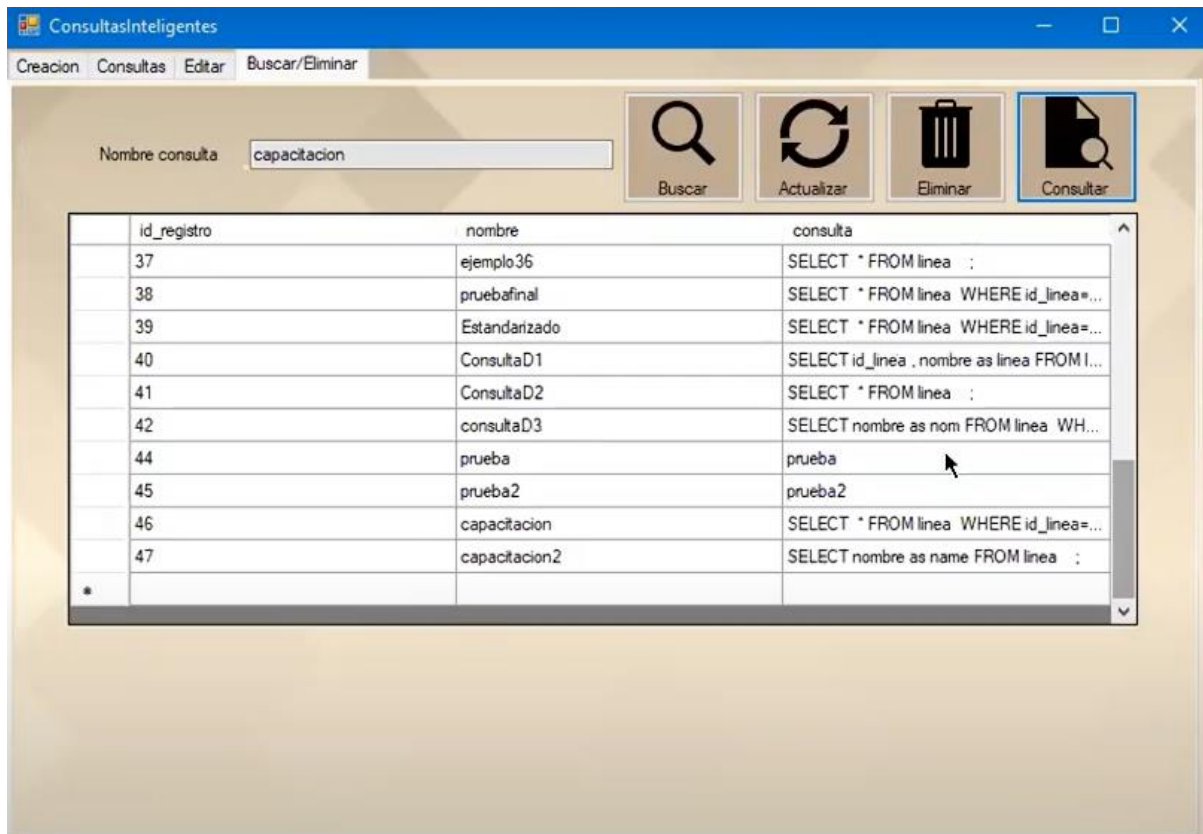 ConsultasInteligentes
Creacion Consultas Editar Buscar/Eliminar
Nombre consulta capacitacion
Buscar Actualizar Eliminar Consultar
id_registro nombre consulta
37 ejemplo36 SELECT * FROM linea ;
38 pruebafinal SELECT * FROM linea WHERE id_linea=...
39 Estandarizado SELECT * FROM linea WHERE id_linea=...
40 ConsultaD1 SELECT id_linea , nombre as linea FROM l...
41 ConsultaD2 SELECT * FROM linea ;
42 consultaD3 SELECT nombre as nom FROM linea WH...
44 prueba prueba
45 prueba2 prueba2
46 capacitacion SELECT * FROM linea WHERE id_linea=...
47 capacitacion2 SELECT nombre as name FROM linea ;
*